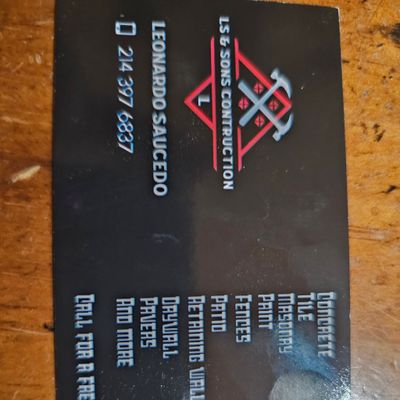 LS & SONS CONTRUCTION
L
LEONARDO SAUCEDO
214 397 6837
CONCRETE
TILE
MASONRY
PAINT
FENCES
PATIO
RETAINING WALL
DRYWALL
PAVERS
AND MORE
CALL FOR A FRE